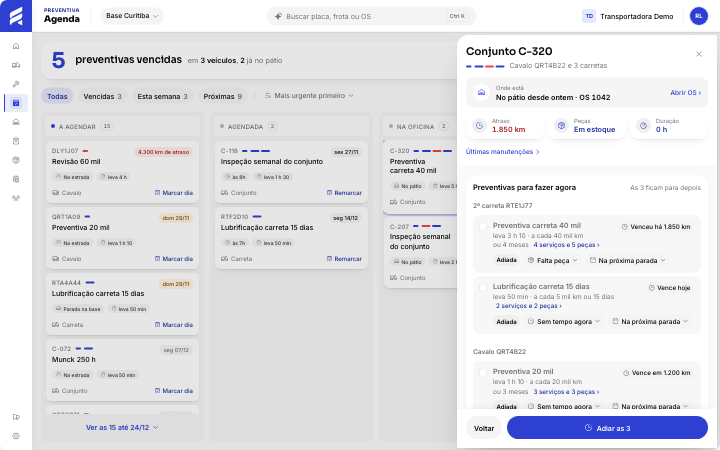 PREVENTIVA
Agenda
Base Curitiba
Buscar placa, frota ou OS
Ctrl K
TD
Transportadora Demo
RL
5 preventivas vencidas em 3 veículos, 2 já no pátio
Todas
Vencidas 3
Esta semana 3
Próximas 9
Mais urgente primeiro
A AGENDAR 15
DLY1J07
4.300 km de atraso
Revisão 60 mil
Na estrada
leva 4 h
Cavalo
Marcar dia
QRT1A09
dom 29/11
Preventiva 20 mil
Na estrada
leva 1 h 10
Cavalo
Marcar dia
RTA4A44
dom 29/11
Lubrificação carreta 15 dias
Parada na base
leva 50 min
Carreta
Marcar dia
C-072
seg 07/12
Munck 250 h
Na estrada
leva 50 min
Conjunto
Marcar dia
Ver as 15 até 24/12
AGENDADA 2
C-118
sex 27/11
Inspeção semanal do conjunto
às 8h
leva 1 h 30
Conjunto
Remarcar
RTF2D10
seg 14/12
Lubrificação carreta 15 dias
às 7h
leva 50 min
Carreta
Remarcar
NA OFICINA 2
C-320
Preventiva
carreta 40 mil
No pátio
leva 5
Conjunto
C-207
Inspeção semanal
do conjunto
No pátio
leva 2
Conjunto
Conjunto C-320
Cavalo QRT4B22 e 3 carretas
Onde está
No pátio desde ontem · OS 1042
Abrir OS ›
Atraso
1.850 km
Peças
Em estoque
Duração
0 h
Últimas manutenções ›
Preventivas para fazer agora
As 3 ficam para depois
2ª carreta RTE1J77
Preventiva carreta 40 mil
Venceu há 1.850 km
leva 3 h 10 · a cada 40 mil km
ou 4 meses 4 serviços e 5 peças ›
Adiada
Falta peça
Na próxima parada
Lubrificação carreta 15 dias
Vence hoje
leva 50 min · a cada 5 mil km ou 15 dias
2 serviços e 2 peças ›
Adiada
Sem tempo agora
Na próxima parada
Cavalo QRT4B22
Preventiva 20 mil
Vence em 1.200 km
leva 1 h 10 · a cada 20 mil km
ou 3 meses 3 serviços e 3 peças ›
Adiada
Sem tempo agora
Na próxima parada
Voltar
Adiar as 3